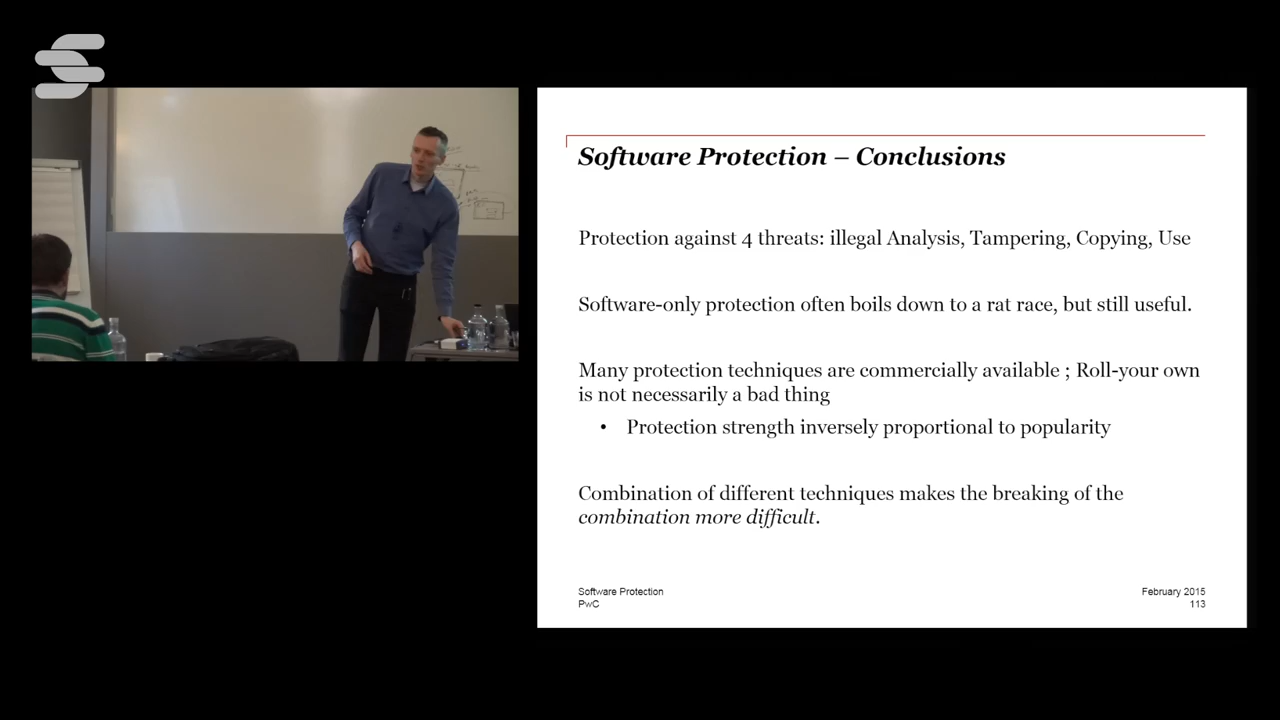 Software Protection – Conclusions
Protection against 4 threats: illegal Analysis, Tampering, Copying, Use
Software-only protection often boils down to a rat race, but still useful.
Many protection techniques are commercially available ; Roll-your own
is not necessarily a bad thing
• Protection strength inversely proportional to popularity
Combination of different techniques makes the breaking of the
combination more difficult.
Software Protection
PwC
February 2015
113